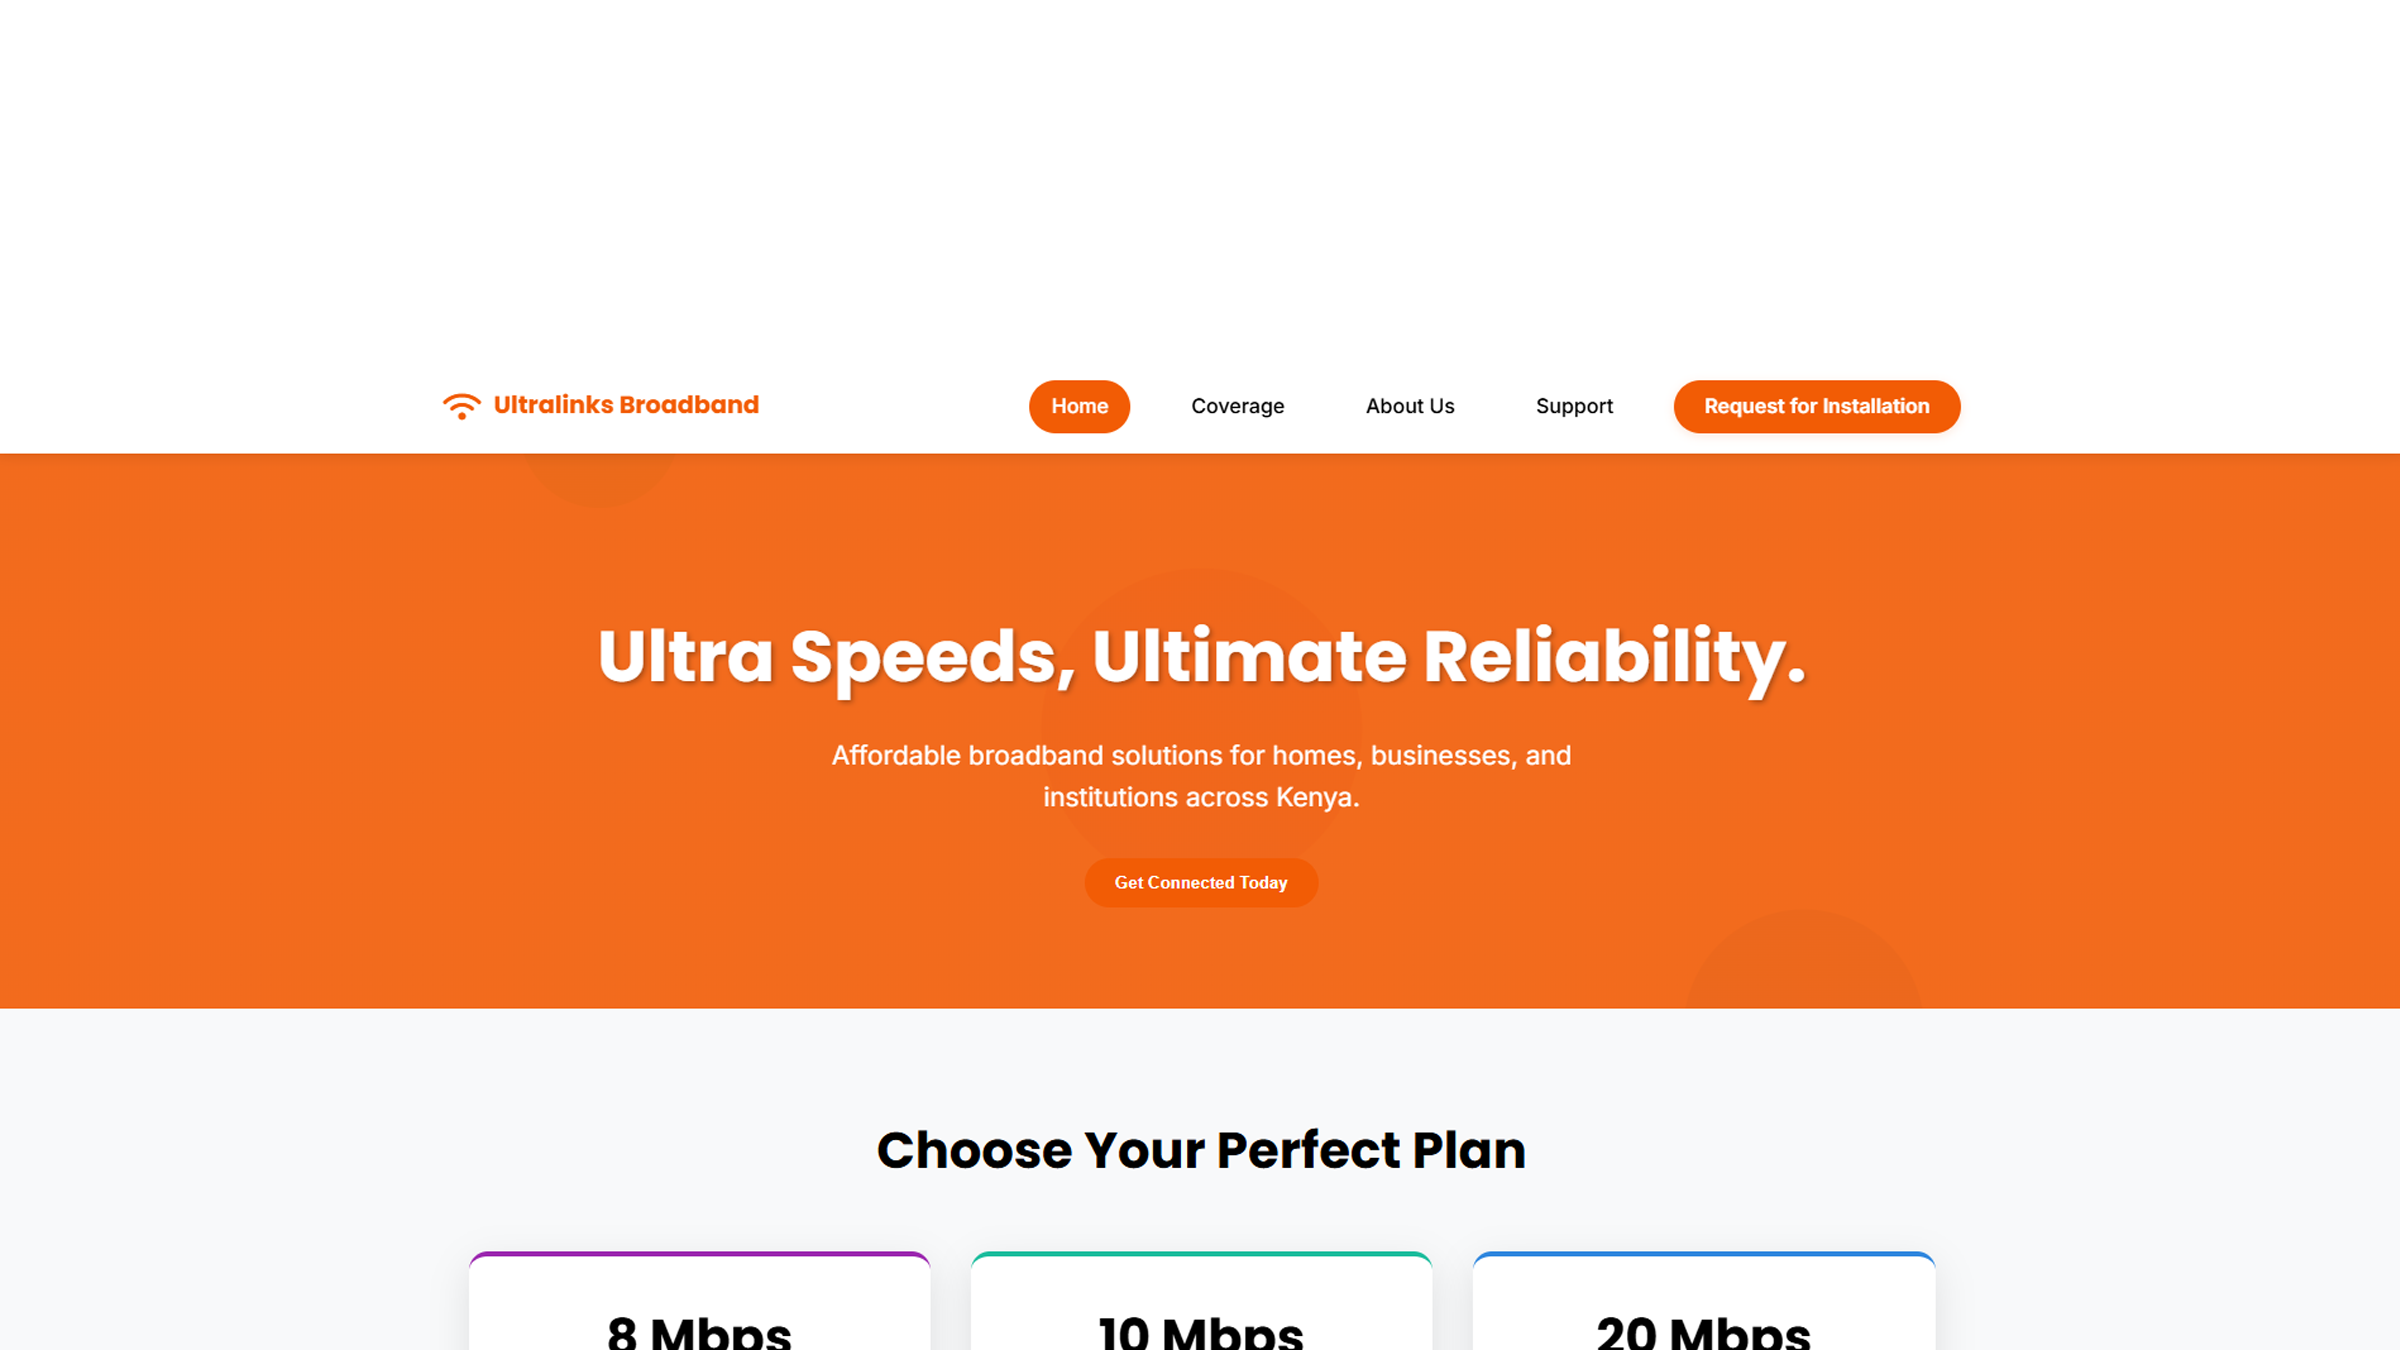 Ultralinks Broadband
Home
Coverage
About Us
Support
Request for Installation
Ultra Speeds, Ultimate Reliability.
Affordable broadband solutions for homes, businesses, and
institutions across Kenya.
Get Connected Today
Choose Your Perfect Plan
8 Mbps
10 Mbps
20 Mbps